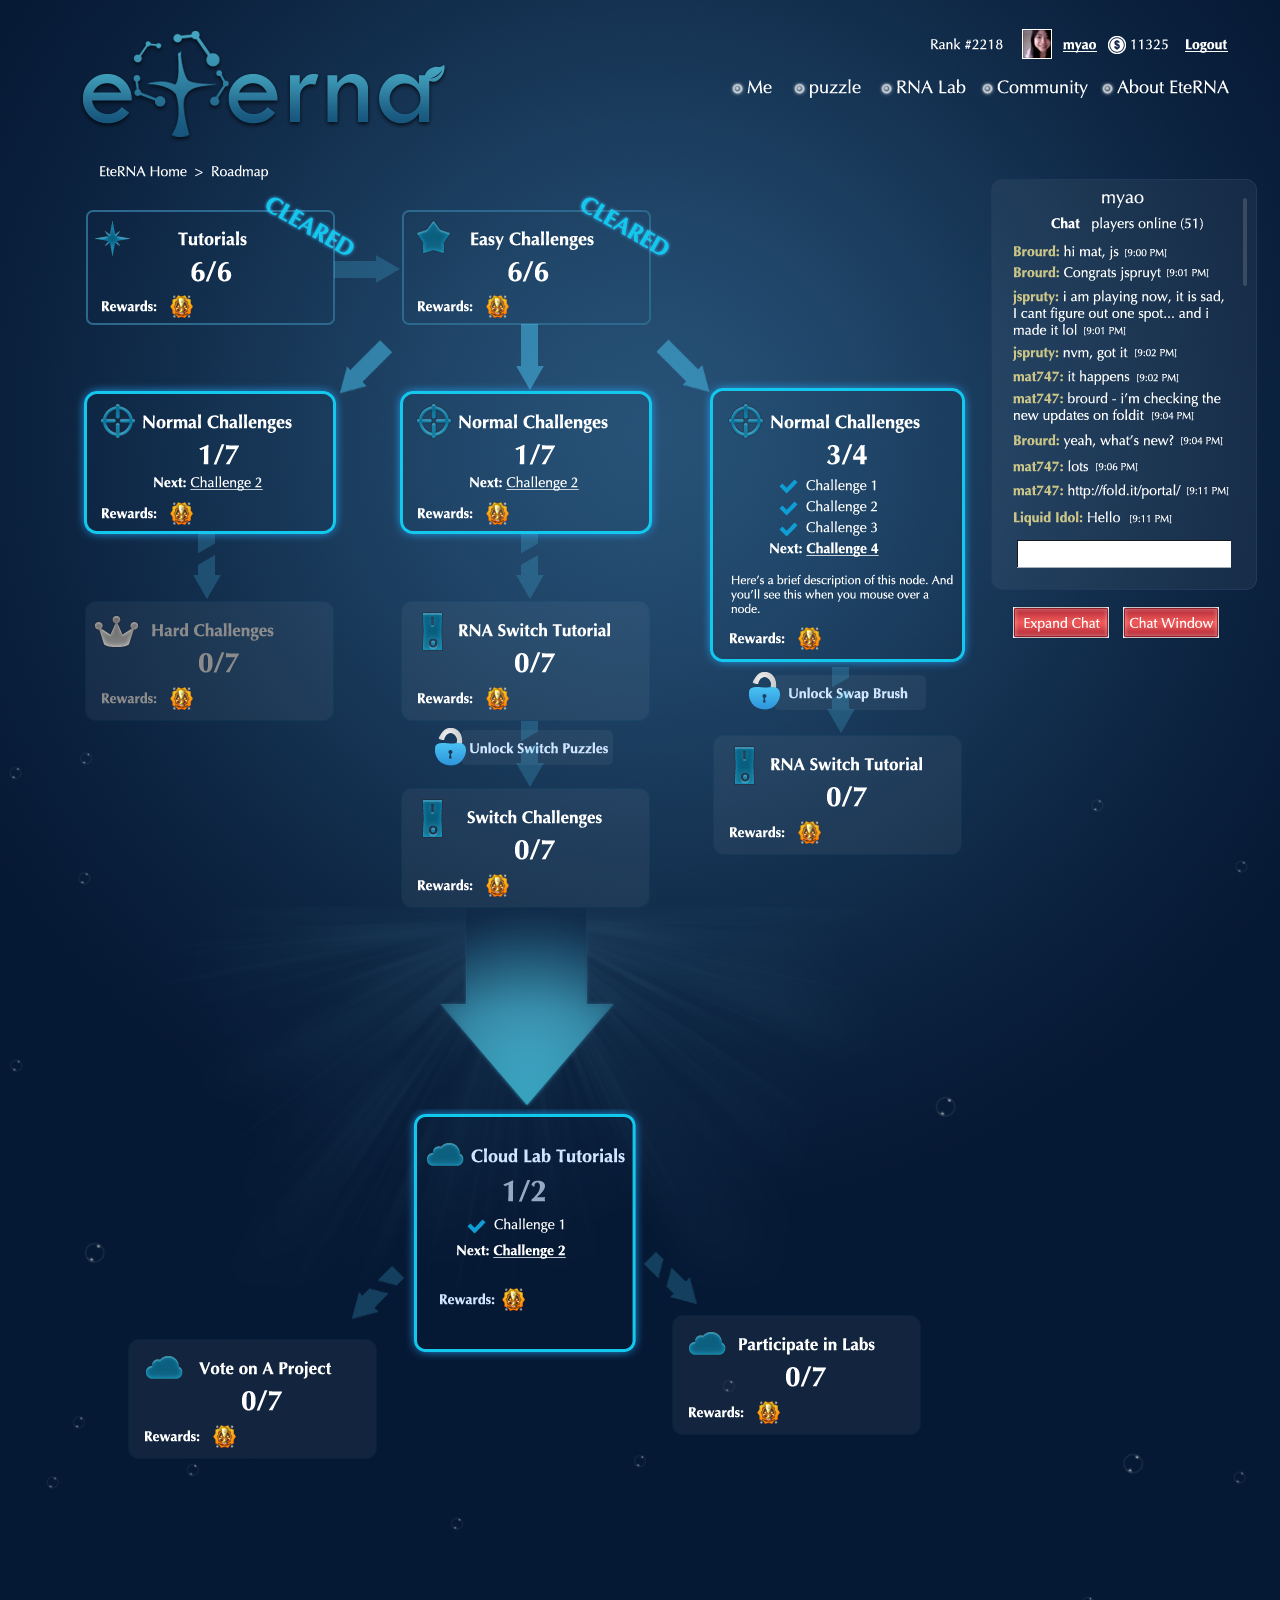 eterna
Rank #2218
myao
$ 11325
Logout
Me
puzzle
RNA Lab
Community
About EteRNA
EteRNA Home > Roadmap
CLEARED
Tutorials
6/6
Rewards:
CLEARED
Easy Challenges
6/6
Rewards:
Normal Challenges
1/7
Next: Challenge 2
Rewards:
Normal Challenges
1/7
Next: Challenge 2
Rewards:
Normal Challenges
3/4
Challenge 1
Challenge 2
Challenge 3
Next: Challenge 4
Here's a brief description of this node. And
you'll see this when you mouse over a
node.
Rewards:
Hard Challenges
0/7
Rewards:
RNA Switch Tutorial
0/7
Rewards:
Unlock Swap Brush
Unlock Switch Puzzles
RNA Switch Tutorial
0/7
Rewards:
Switch Challenges
0/7
Rewards:
Cloud Lab Tutorials
1/2
Challenge 1
Next: Challenge 2
Rewards:
Vote on A Project
0/7
Rewards:
Participate in Labs
0/7
Rewards:
myao
Chat players online (51)
Brourd: hi mat, js [9:00 PM]
Brourd: Congrats jspruyt [9:01 PM]
jspruty: i am playing now, it is sad,
I cant figure out one spot... and i
made it lol [9:01 PM]
jspruty: nvm, got it [9:02 PM]
mat747: it happens [9:02 PM]
mat747: brourd - i'm checking the
new updates on foldit [9:04 PM]
Brourd: yeah, what's new? [9:04 PM]
mat747: lots [9:06 PM]
mat747: http://fold.it/portal/ [9:11 PM]
Liquid Idol: Hello [9:11 PM]
Expand Chat
Chat Window